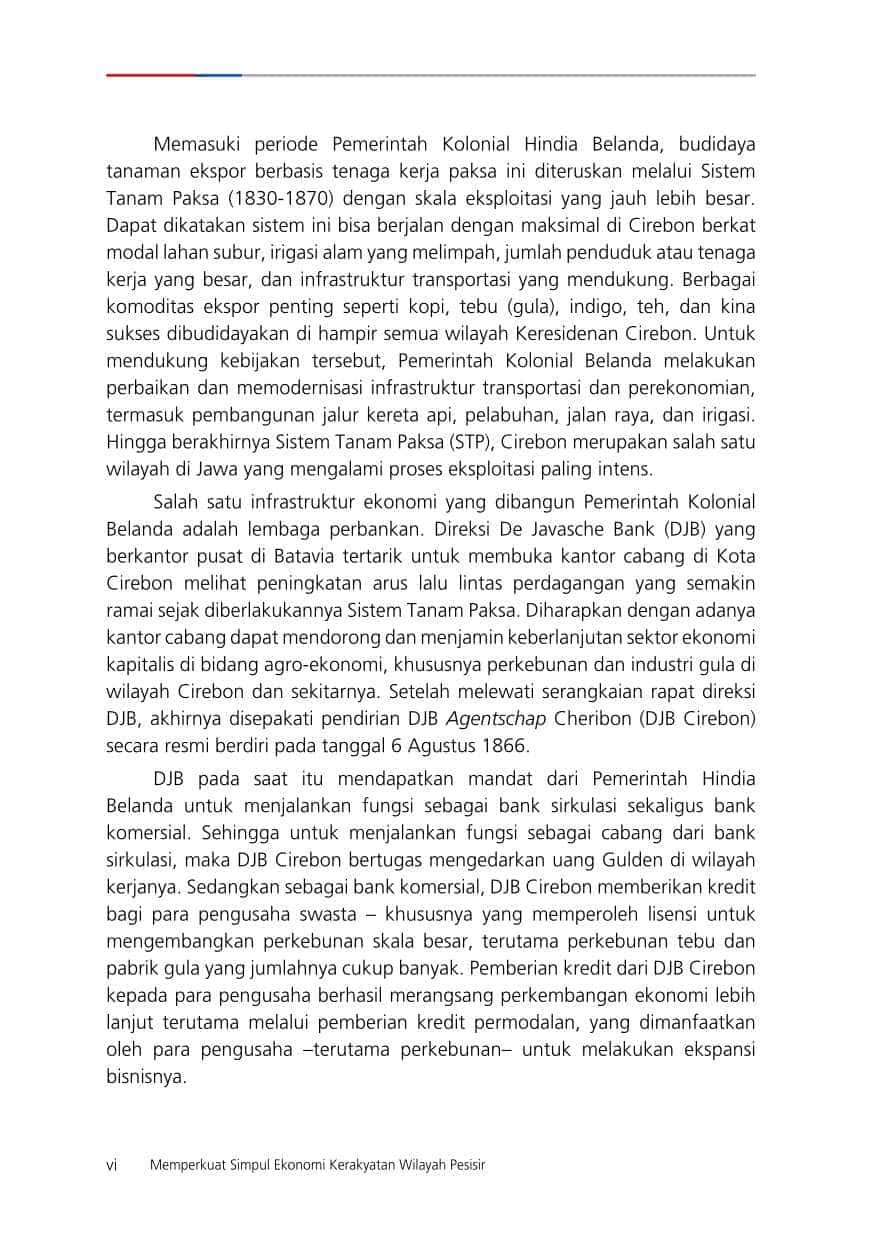 Memasuki periode Pemerintah Kolonial Hindia Belanda, budidaya
tanaman ekspor berbasis tenaga kerja paksa ini diteruskan melalui Sistem
Tanam Paksa (1830-1870) dengan skala eksploitasi yang jauh lebih besar.
Dapat dikatakan sistem ini bisa berjalan dengan maksimal di Cirebon berkat
modal lahan subur, irigasi alam yang melimpah, jumlah penduduk atau tenaga
kerja yang besar, dan infrastruktur transportasi yang mendukung. Berbagai
komoditas ekspor penting seperti kopi, tebu (gula), indigo, teh, dan kina
sukses dibudidayakan di hampir semua wilayah Keresidenan Cirebon. Untuk
mendukung kebijakan tersebut, Pemerintah Kolonial Belanda melakukan
perbaikan dan memodernisasi infrastruktur transportasi dan perekonomian,
termasuk pembangunan jalur kereta api, pelabuhan, jalan raya, dan irigasi.
Hingga berakhirnya Sistem Tanam Paksa (STP), Cirebon merupakan salah satu
wilayah di Jawa yang mengalami proses eksploitasi paling intens.
Salah satu infrastruktur ekonomi yang dibangun Pemerintah Kolonial
Belanda adalah lembaga perbankan. Direksi De Javasche Bank (DJB) yang
berkantor pusat di Batavia tertarik untuk membuka kantor cabang di Kota
Cirebon melihat peningkatan arus lalu lintas perdagangan yang semakin
ramai sejak diberlakukannya Sistem Tanam Paksa. Diharapkan dengan adanya
kantor cabang dapat mendorong dan menjamin keberlanjutan sektor ekonomi
kapitalis di bidang agro-ekonomi, khususnya perkebunan dan industri gula di
wilayah Cirebon dan sekitarnya. Setelah melewati serangkaian rapat direksi
DJB, akhirnya disepakati pendirian DJB Agentschap Cheribon (DJB Cirebon)
secara resmi berdiri pada tanggal 6 Agustus 1866.
DJB pada saat itu mendapatkan mandat dari Pemerintah Hindia
Belanda untuk menjalankan fungsi sebagai bank sirkulasi sekaligus bank
komersial. Sehingga untuk menjalankan fungsi sebagai cabang dari bank
sirkulasi, maka DJB Cirebon bertugas mengedarkan uang Gulden di wilayah
kerjanya. Sedangkan sebagai bank komersial, DJB Cirebon memberikan kredit
bagi para pengusaha swasta – khususnya yang memperoleh lisensi untuk
mengembangkan perkebunan skala besar, terutama perkebunan tebu dan
pabrik gula yang jumlahnya cukup banyak. Pemberian kredit dari DJB Cirebon
kepada para pengusaha berhasil merangsang perkembangan ekonomi lebih
lanjut terutama melalui pemberian kredit permodalan, yang dimanfaatkan
oleh para pengusaha –terutama perkebunan– untuk melakukan ekspansi
bisnisnya.
vi Memperkuat Simpul Ekonomi Kerakyatan Wilayah Pesisir